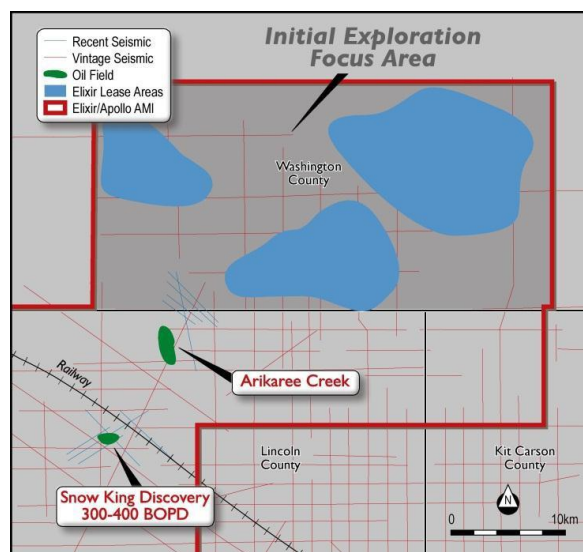 Recent Seismic
Vintage Seismic
Oil Field
Elixir Lease Areas
Elixir/Apollo AMI
Initial Exploration
Focus Area
Washington
County
Arikaree Creek
Railway
Snow King Discovery
300-400 BOPD
Lincoln
County
Kit Carson
County
N
0
10km